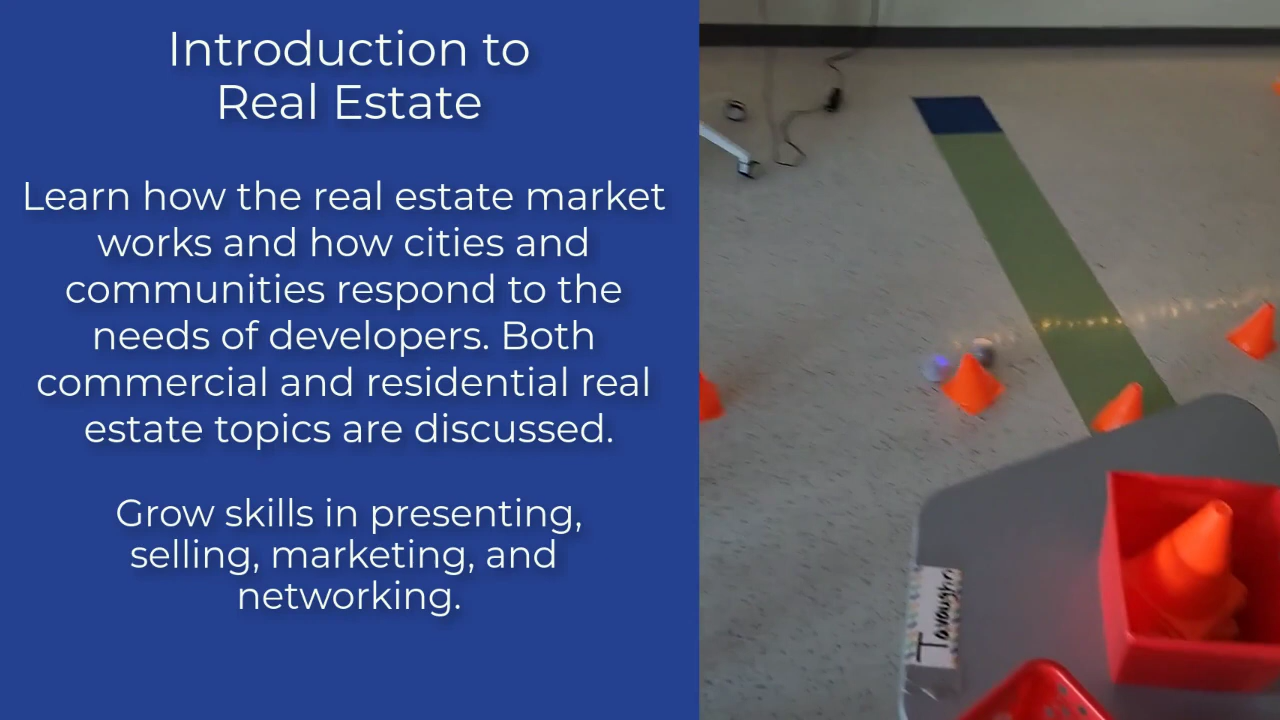 Introduction to
Real Estate
Learn how the real estate market
works and how cities and
communities respond to the
needs of developers. Both
commercial and residential real
estate topics are discussed.
Grow skills in presenting,
selling, marketing, and
networking.